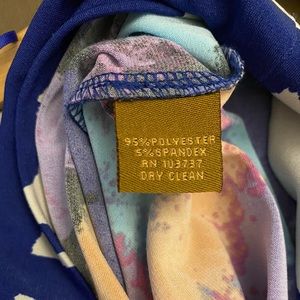 95%POLYESTER
5%SPANDEX
RN 103737
DRY CLEAN